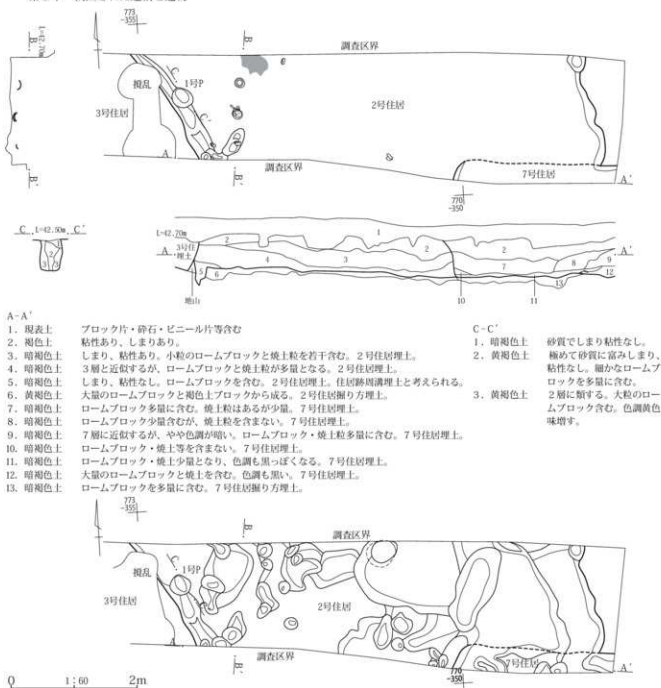 773
-355
B
L=42.70m
B
調査区界
C
1号P
撹乱
3号住居
2号住居
C'
A
B'
調査区界
B'
7号住居
A'
770
-350
C L=42.60m C'
1
2
3
3
L=42.70m
3号住
埋土
A
地山
1
2
2
2
3
4
5
6
7
8
9
10
11
12
13
A'
A-A'
1. 現表土 ブロック片・砕石・ビニール片等含む
2. 褐色土 粘性あり、しまりあり。
3. 暗褐色土 しまり、粘性あり。小粒のロームブロックと焼土粒を若干含む。2号住居埋土。
4. 暗褐色土 3層と近似するが、ロームブロックと焼土粒が多量となる。2号住居埋土。
5. 暗褐色土 しまり、粘性なし。ロームブロックを含む。2号住居埋土。住居跡周溝埋土と考えられる。
6. 黄褐色土 大量のロームブロックと褐色土ブロックから成る。2号住居掘り方埋土。
7. 暗褐色土 ロームブロック多量に含む。焼土粒はあるが少量。7号住居埋土。
8. 暗褐色土 ロームブロック少量含むが、焼土粒を含まない。7号住居埋土。
9. 暗褐色土 7層に近似するが、やや色調が暗い。ロームブロック・焼土粒多量に含む。7号住居埋土。
10. 暗褐色土 ロームブロック・焼土等を含まない。7号住居埋土。
11. 暗褐色土 ロームブロック・焼土少量となり、色調も黒っぽくなる。7号住居埋土。
12. 暗褐色土 大量のロームブロックと焼土を含む。色調も黒い。7号住居埋土。
13. 暗褐色土 ロームブロックを多量に含む。7号住居掘り方埋土。
C-C'
1. 暗褐色土 砂質でしまり粘性なし。
2. 黄褐色土 極めて砂質に富みしまり、
粘性なし。細かなロームブ
ロックを多量に含む。
3. 黄褐色土 2層に類する。大粒のロー
ムブロック含む。色調黄色
味増す。
773
-355
B
調査区界
C
1号P
撹乱
3号住居
2号住居
C'
A
調査区界
B'
770
-350
7号住居
A'
0 1:60 2m